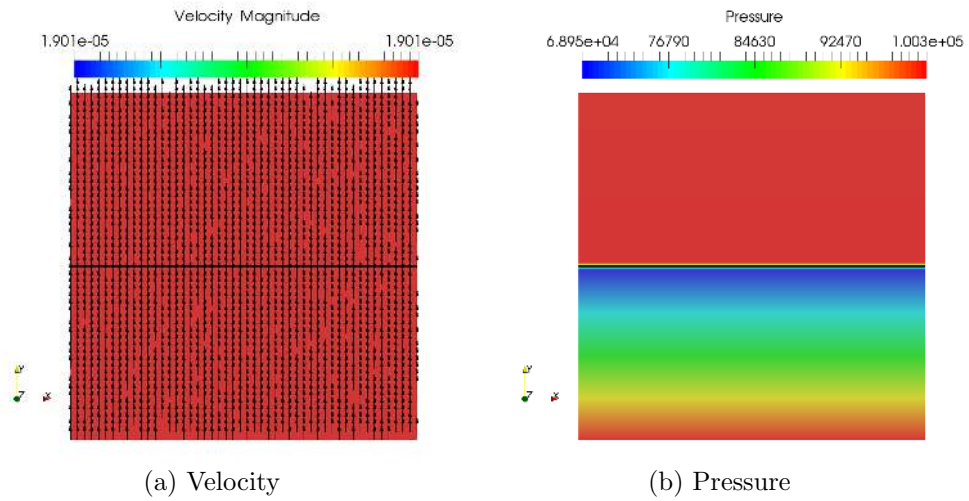 Velocity Magnitude
1.901e-05 1.901e-05
Pressure
6.895e+04 76790 84630 92470 1.003e+05
Y
Z X
Y
Z X
(a) Velocity
(b) Pressure